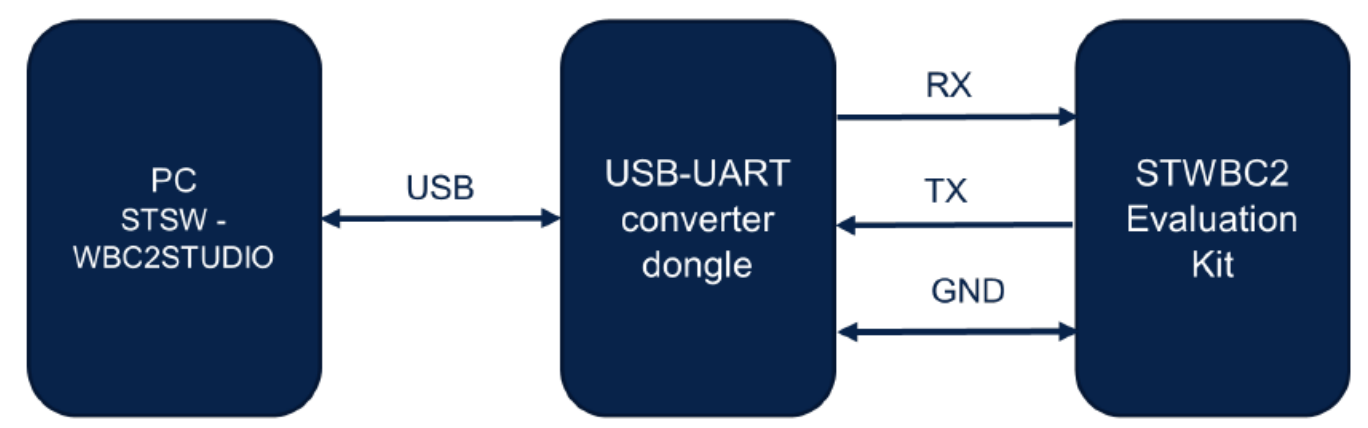 PC
STSW -
WBC2STUDIO
USB
USB-UART
converter
dongle
RX
TX
GND
STWBC2
Evaluation
Kit